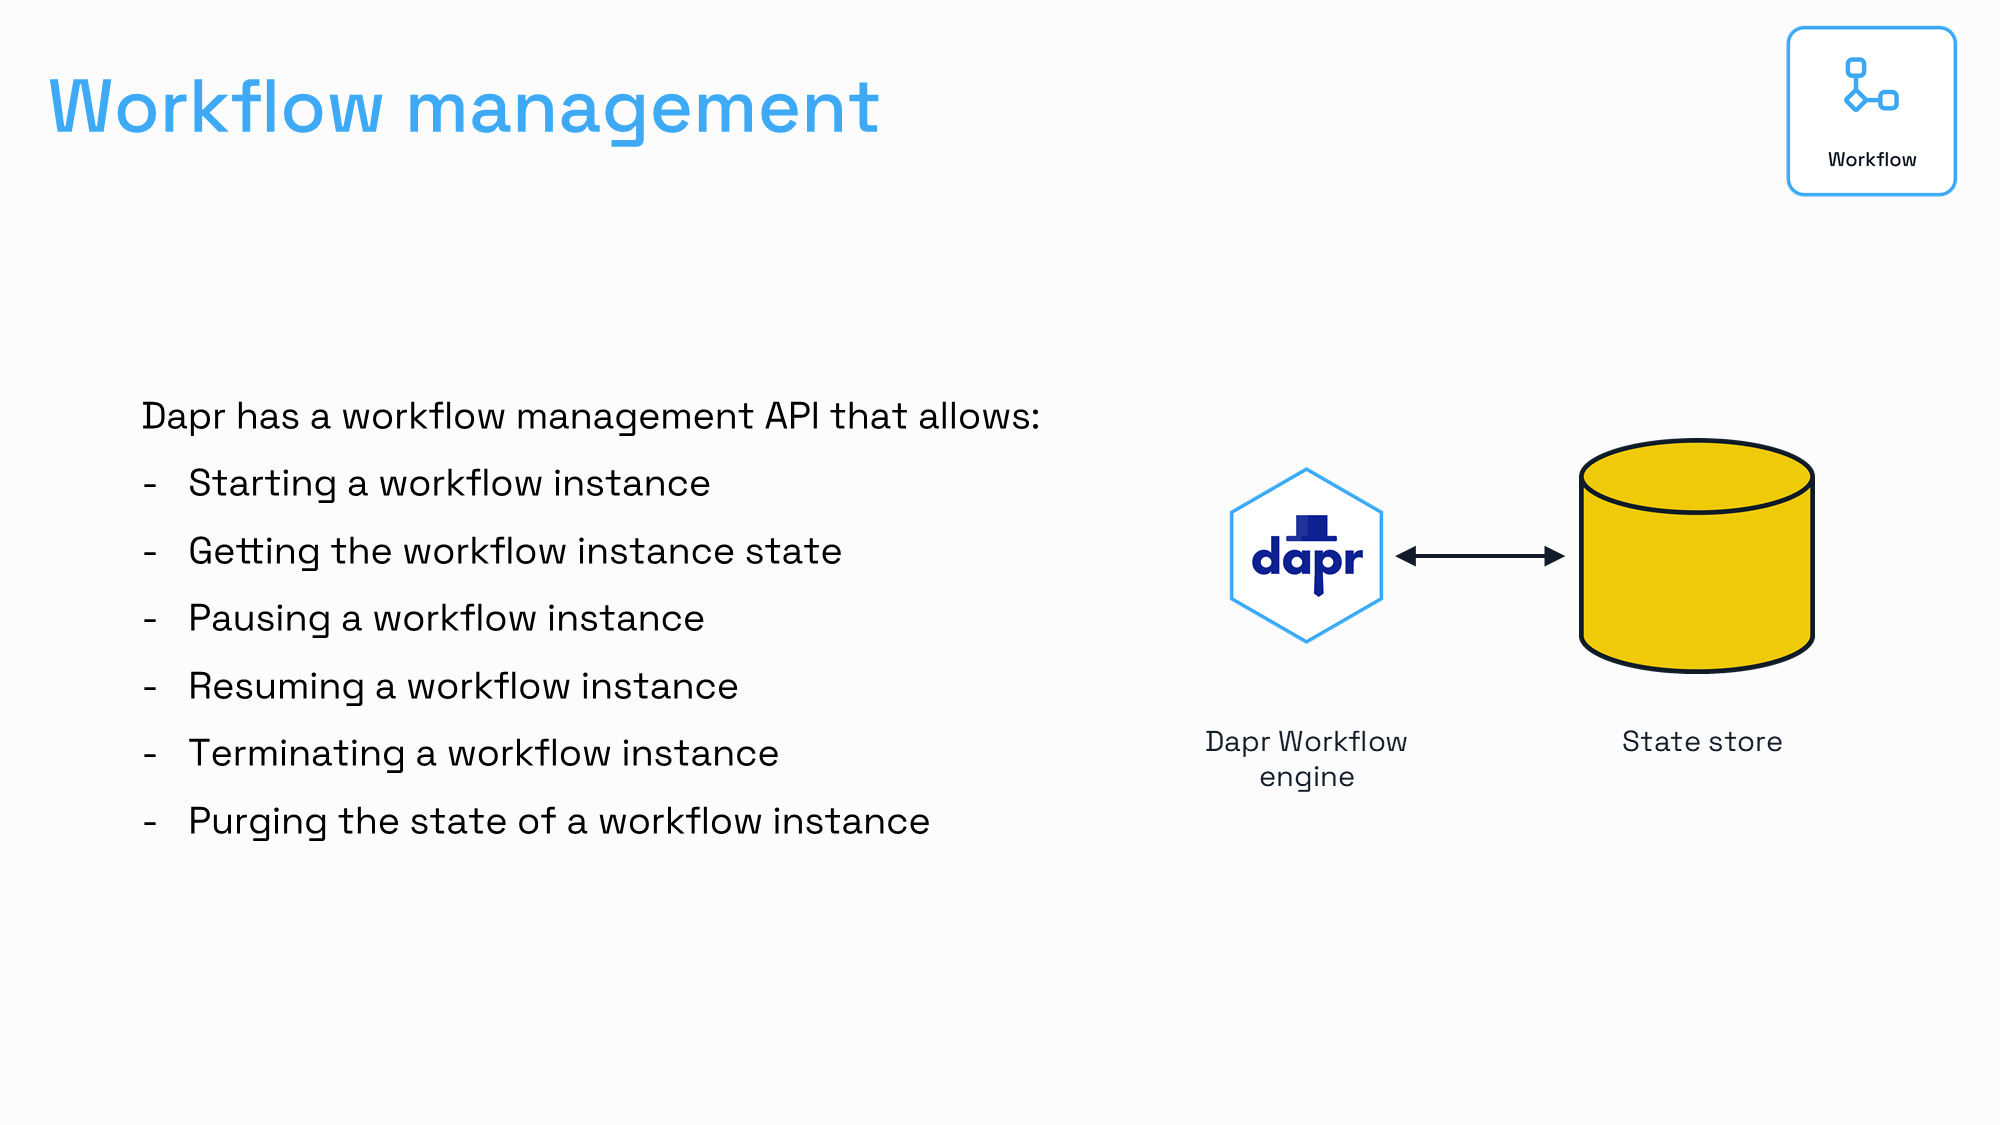 Workflow management
Workflow
Dapr has a workflow management API that allows:
- Starting a workflow instance
- Getting the workflow instance state
- Pausing a workflow instance
- Resuming a workflow instance
- Terminating a workflow instance
- Purging the state of a workflow instance
dapr
Dapr Workflow
engine
State store